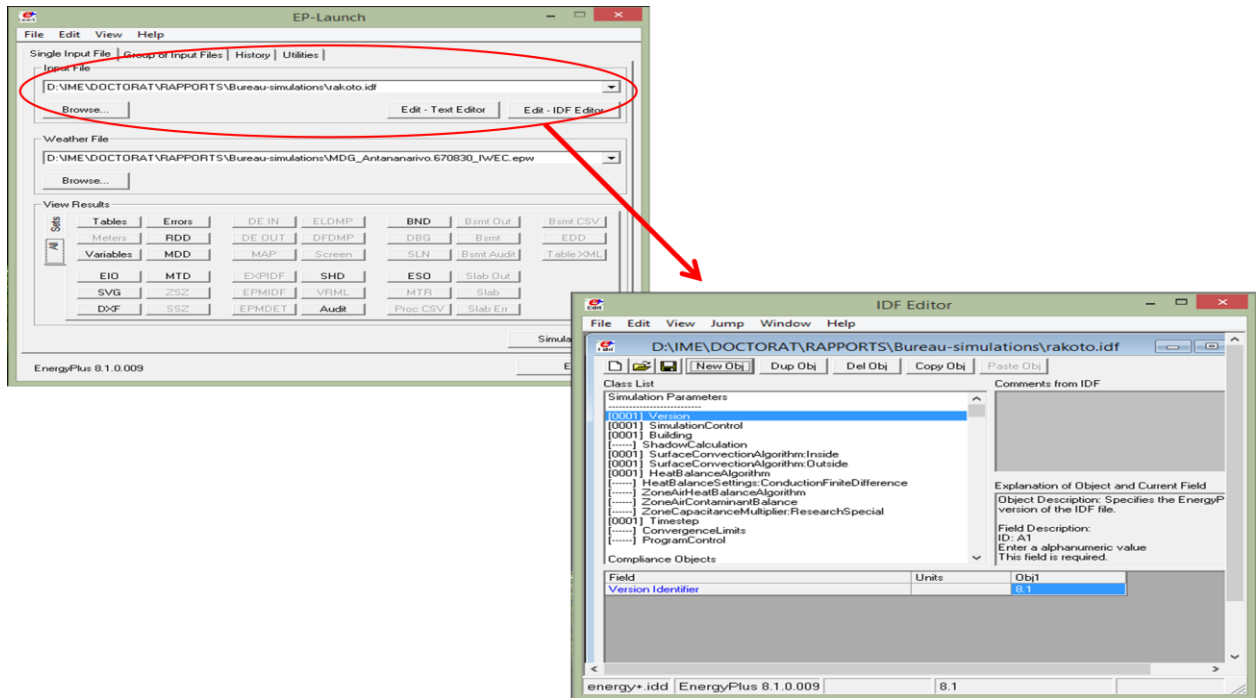 EP-Launch
File Edit View Help
Single Input File Group of Input Files History Utilities
Input File
D:\IME\DOCTORAT\RAPPORTS\Bureau-simulations\rakoto.idf
Browse... Edit - Text Editor Edit - IDF Editor
Weather File
D:\IME\DOCTORAT\RAPPORTS\Bureau-simulations\MDG_Antananarivo.670830_IWEC.epw
Browse...
View Results
Sets
All
Tables Errors DE IN ELDMP BND Bsmt Out Bsmt CSV
Meters RDD DE OUT DFDMP DBG Bsmt EDD
Variables MDD MAP Screen SLN Bsmt Audit Table XML
EIO MTD EXPIDF SHD ESO Slab Out
SVG ZSZ EPMIDF VRML MTR Slab
DXF SSZ EPMDET Audit Proc CSV Slab Err
Simula
EnergyPlus 8.1.0.009 E
IDF Editor
File Edit View Jump Window Help
D:\IME\DOCTORAT\RAPPORTS\Bureau-simulations\rakoto.idf
New Obj Dup Obj Del Obj Copy Obj Paste Obj
Class List
Comments from IDF
Simulation Parameters
---------------------------
[0001] Version
[0001] SimulationControl
[0001] Building
[------] ShadowCalculation
[0001] SurfaceConvectionAlgorithm:Inside
[0001] SurfaceConvectionAlgorithm:Outside
[0001] HeatBalanceAlgorithm
[------] HeatBalanceSettings:ConductionFiniteDifference
[------] ZoneAirHeatBalanceAlgorithm
[------] ZoneAirContaminantBalance
[------] ZoneCapacitanceMultiplier:ResearchSpecial
[0001] Timestep
[------] ConvergenceLimits
[------] ProgramControl
Compliance Objects
Explanation of Object and Current Field
Object Description: Specifies the EnergyP
version of the IDF file.
Field Description:
ID: A1
Enter a alphanumeric value
This field is required.
Field Units Obj1
Version Identifier 8.1
energy+.idd EnergyPlus 8.1.0.009 8.1